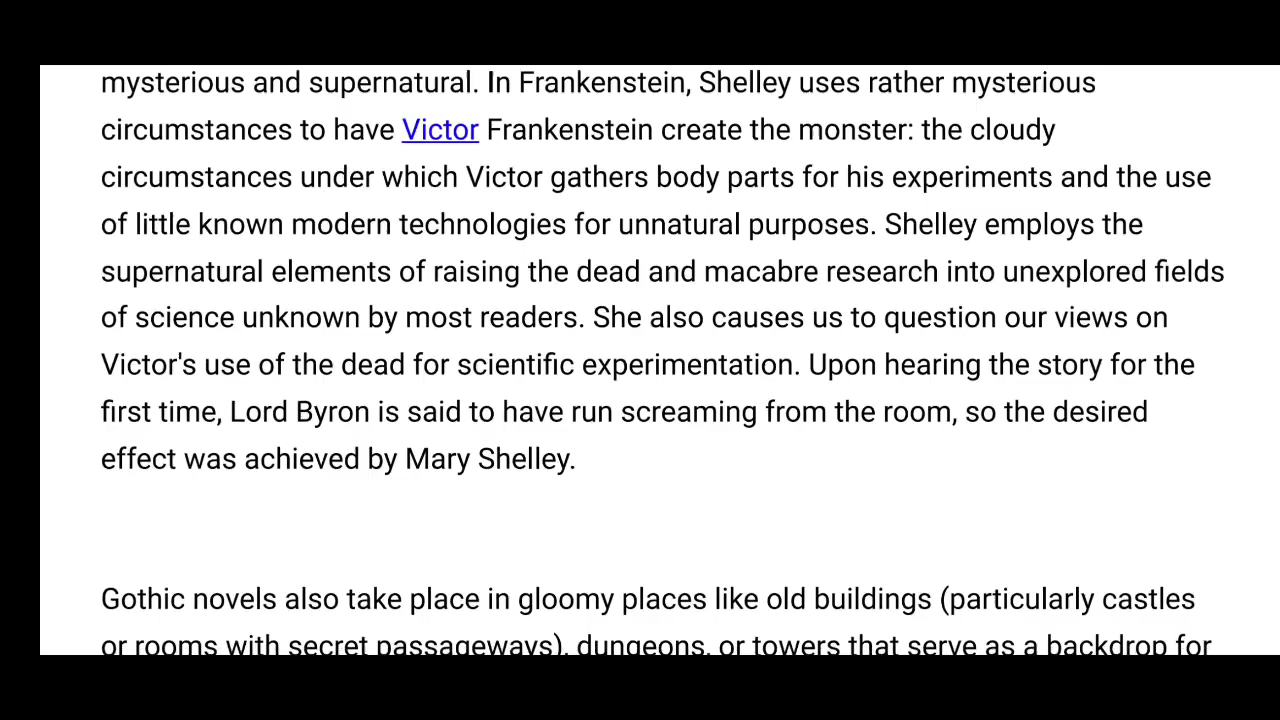 mysterious and supernatural. In Frankenstein, Shelley uses rather mysterious
circumstances to have Victor Frankenstein create the monster: the cloudy
circumstances under which Victor gathers body parts for his experiments and the use
of little known modern technologies for unnatural purposes. Shelley employs the
supernatural elements of raising the dead and macabre research into unexplored fields
of science unknown by most readers. She also causes us to question our views on
Victor's use of the dead for scientific experimentation. Upon hearing the story for the
first time, Lord Byron is said to have run screaming from the room, so the desired
effect was achieved by Mary Shelley.
Gothic novels also take place in gloomy places like old buildings (particularly castles
or rooms with secret passageways), dungeons, or towers that serve as a backdrop for